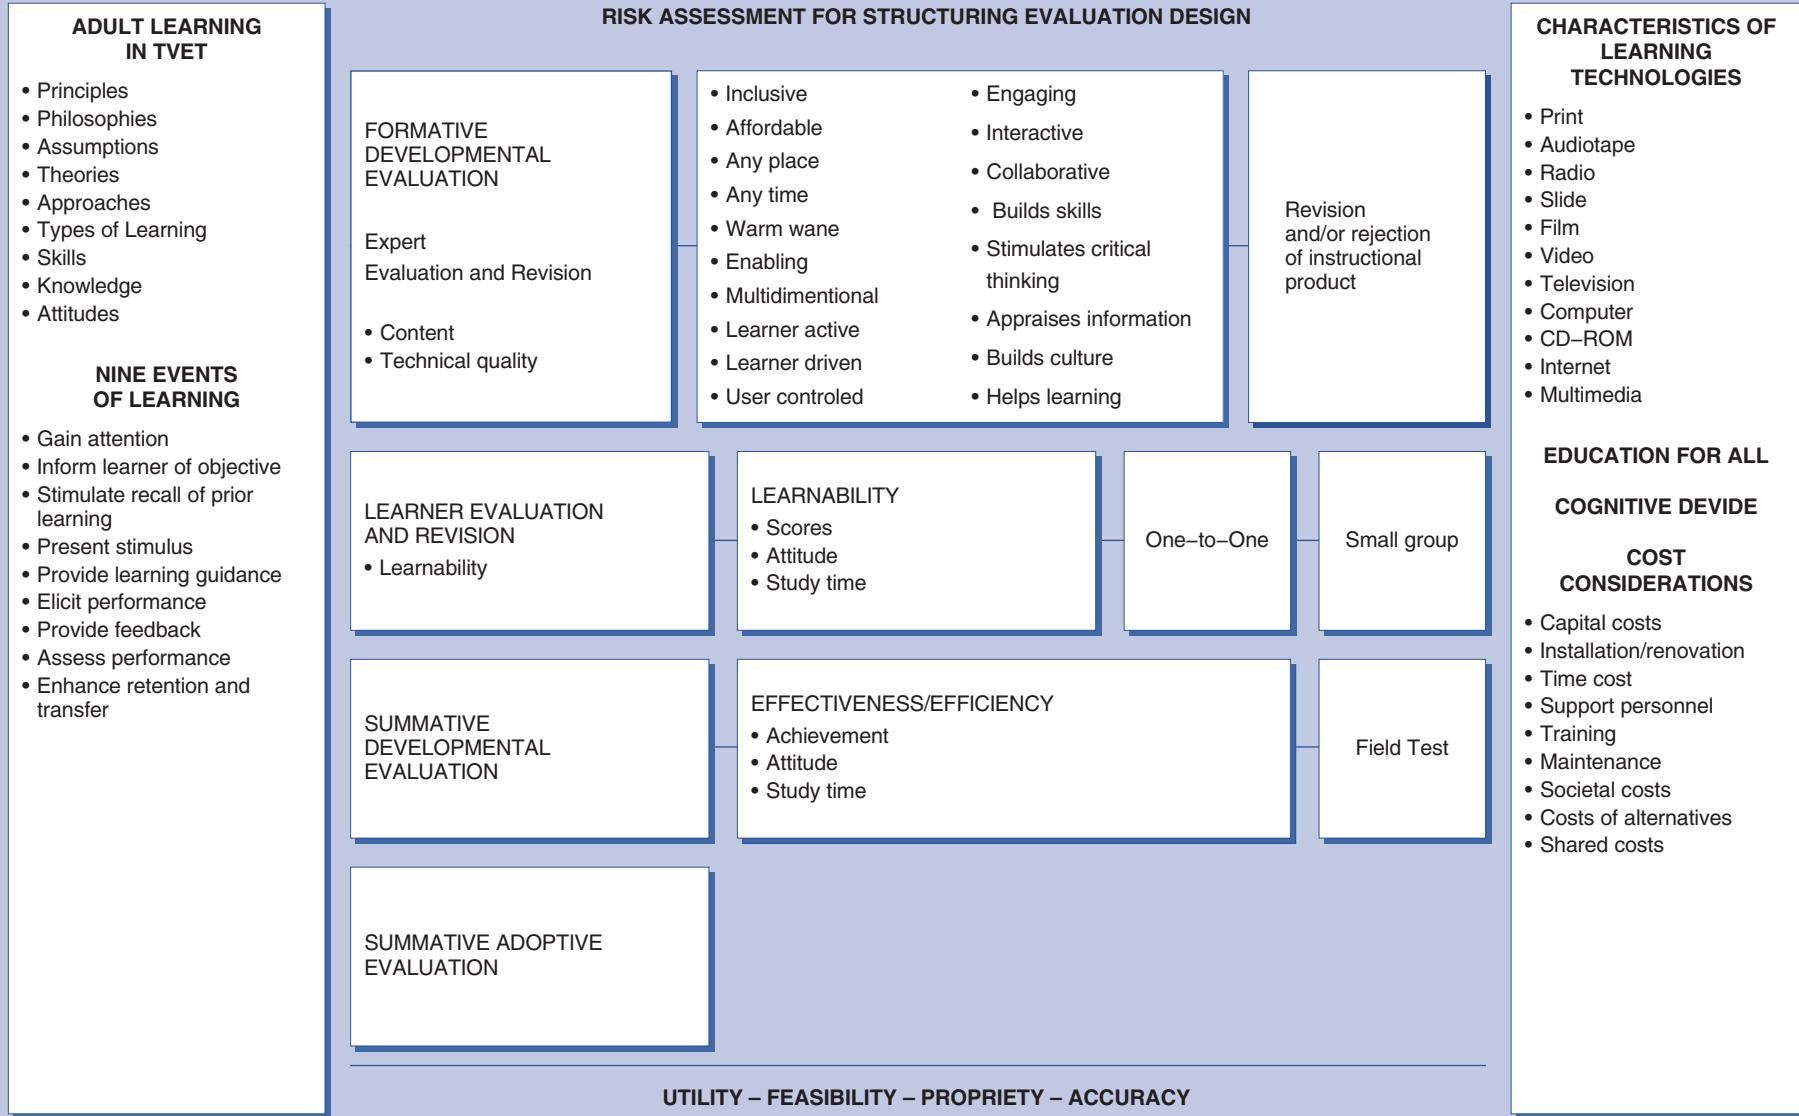 ADULT LEARNING
IN TVET
• Principles
• Philosophies
• Assumptions
• Theories
• Approaches
• Types of Learning
• Skills
• Knowledge
• Attitudes
NINE EVENTS
OF LEARNING
• Gain attention
• Inform learner of objective
• Stimulate recall of prior
learning
• Present stimulus
• Provide learning guidance
• Elicit performance
• Provide feedback
• Assess performance
• Enhance retention and
transfer
RISK ASSESSMENT FOR STRUCTURING EVALUATION DESIGN
FORMATIVE
DEVELOPMENTAL
EVALUATION
Expert
Evaluation and Revision
• Content
• Technical quality
• Inclusive
• Affordable
• Any place
• Any time
• Warm wane
• Enabling
• Multidimentional
• Learner active
• Learner driven
• User controled
• Engaging
• Interactive
• Collaborative
• Builds skills
• Stimulates critical
thinking
• Appraises information
• Builds culture
• Helps learning
Revision
and/or rejection
of instructional
product
LEARNER EVALUATION
AND REVISION
• Learnability
LEARNABILITY
• Scores
• Attitude
• Study time
One–to–One
Small group
SUMMATIVE
DEVELOPMENTAL
EVALUATION
EFFECTIVENESS/EFFICIENCY
• Achievement
• Attitude
• Study time
Field Test
SUMMATIVE ADOPTIVE
EVALUATION
UTILITY – FEASIBILITY – PROPRIETY – ACCURACY
CHARACTERISTICS OF
LEARNING
TECHNOLOGIES
• Print
• Audiotape
• Radio
• Slide
• Film
• Video
• Television
• Computer
• CD–ROM
• Internet
• Multimedia
EDUCATION FOR ALL
COGNITIVE DEVIDE
COST
CONSIDERATIONS
• Capital costs
• Installation/renovation
• Time cost
• Support personnel
• Training
• Maintenance
• Societal costs
• Costs of alternatives
• Shared costs